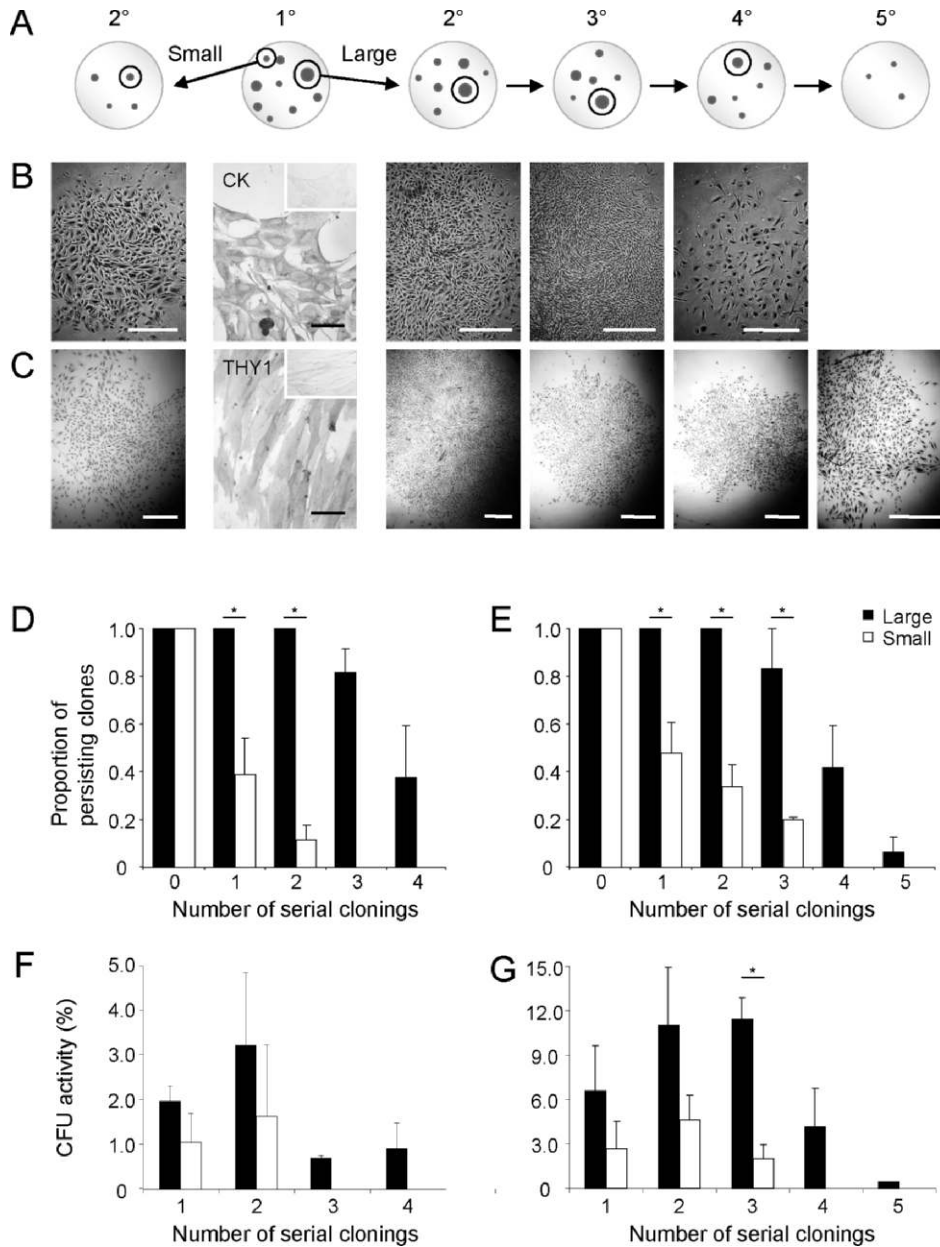 A
2° 1° 2° 3° 4° 5°
Small Large
B
CK
C
THY1
D
Proportion of
persisting clones
1.0
0.8
0.6
0.4
0.2
0
* *
0 1 2 3 4
Number of serial clonings
E
1.0
0.8
0.6
0.4
0.2
0
* * *
Large
Small
0 1 2 3 4 5
Number of serial clonings
F
CFU activity (%)
5.0
4.0
3.0
2.0
1.0
0
1 2 3 4
Number of serial clonings
G
15.0
12.0
9.0
6.0
3.0
0
*
1 2 3 4 5
Number of serial clonings